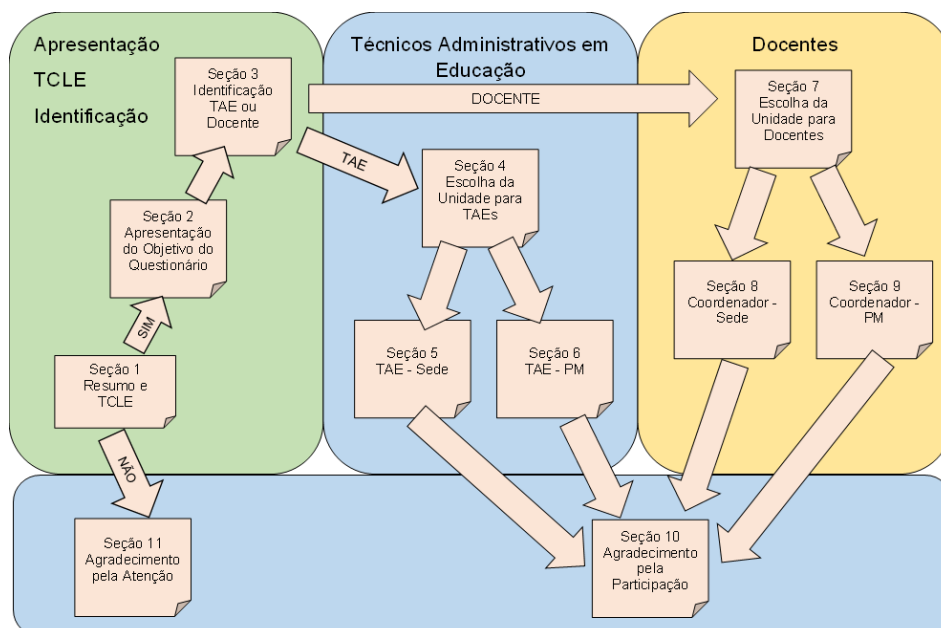 Apresentação
TCLE
Identificação
Técnicos Administrativos em
Educação
Docentes
Seção 3
Identificação
TAE ou
Docente
DOCENTE
Seção 7
Escolha da
Unidade para
Docentes
TAE
Seção 4
Escolha da
Unidade para
TAEs
Seção 2
Apresentação
do Objetivo do
Questionário
SIM
Seção 1
Resumo e
TCLE
NÃO
Seção 5
TAE - Sede
Seção 6
TAE - PM
Seção 8
Coordenador -
Sede
Seção 9
Coordenador -
PM
Seção 11
Agradecimento
pela Atenção
Seção 10
Agradecimento
pela
Participação